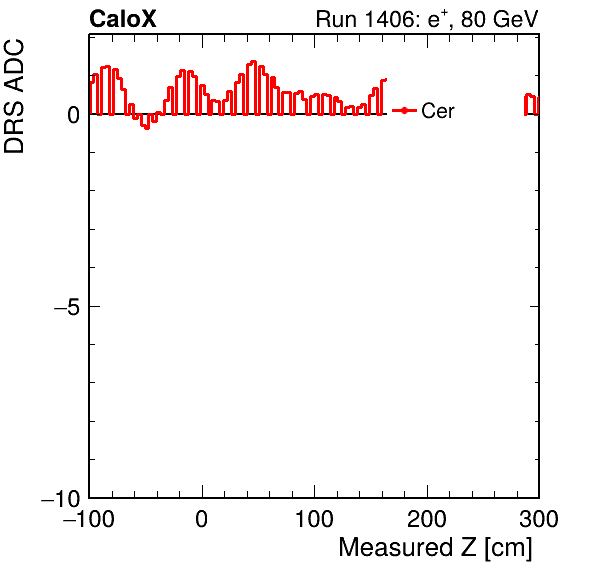 CaloX Run 1406: e⁺, 80 GeV
DRS ADC
0
−5
−10
Cer
−100 0 100 200 300
Measured Z [cm]